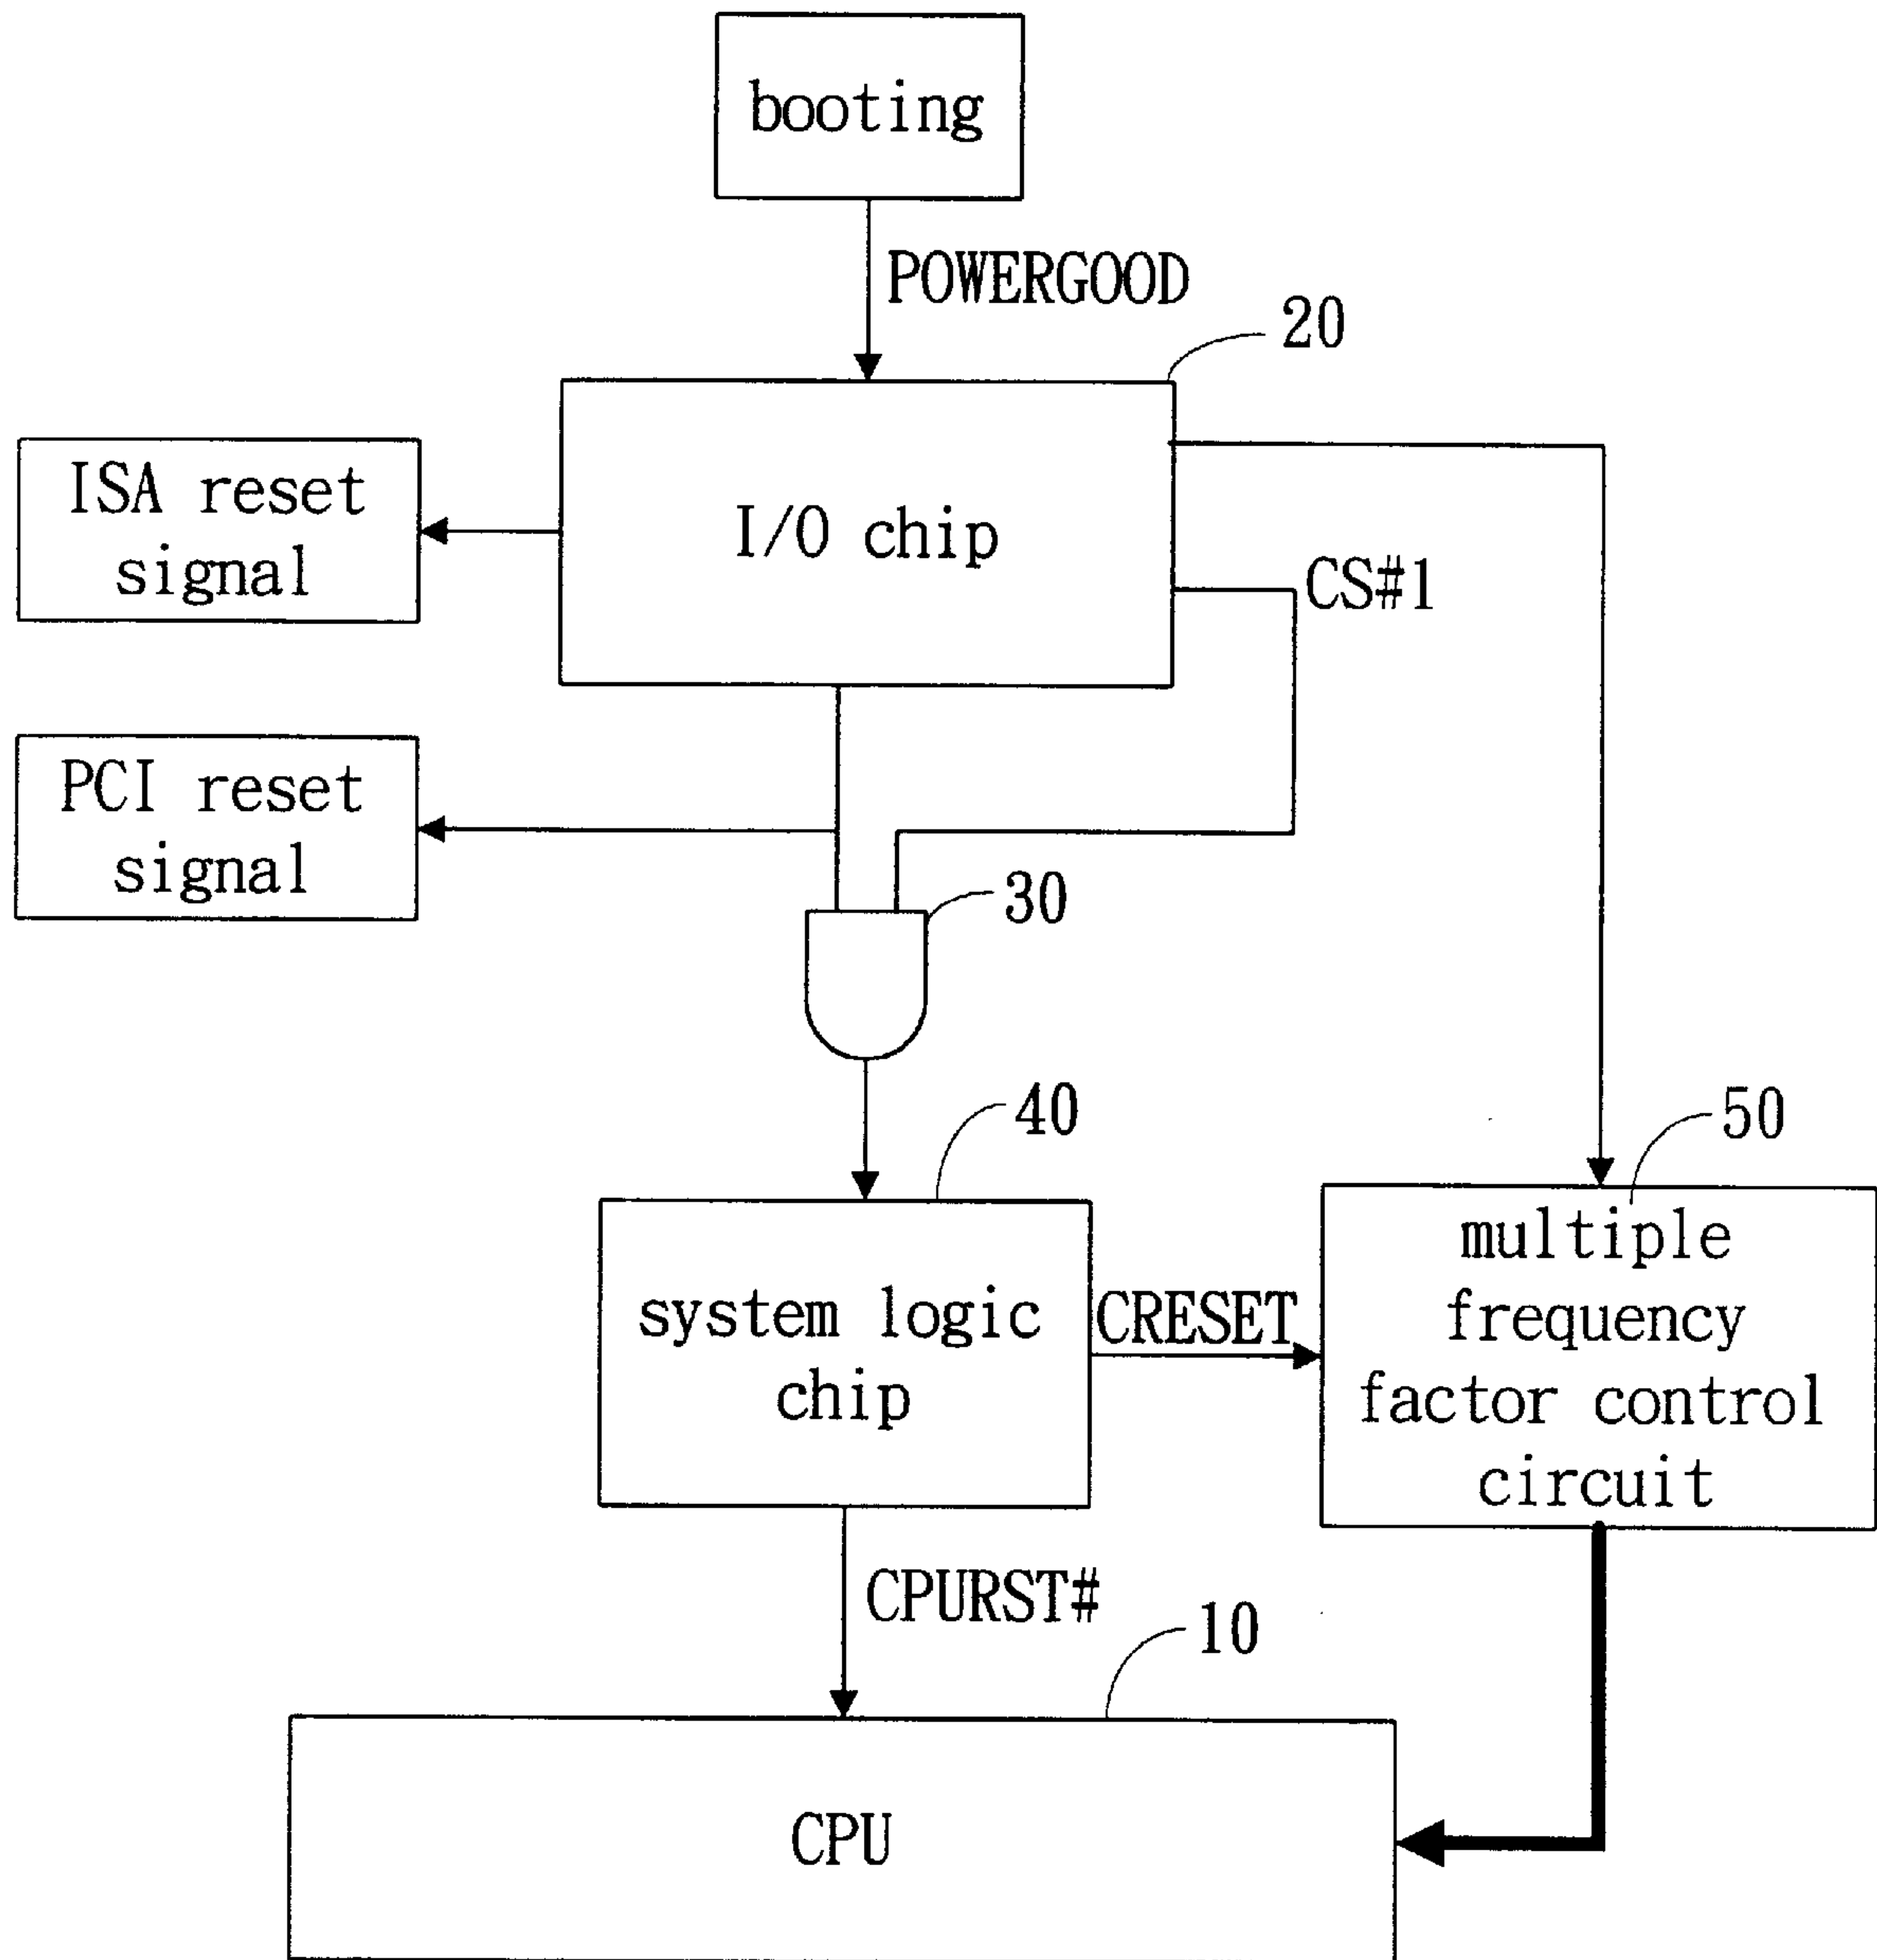 booting
POWERGOOD
20
ISA reset
signal
I/O chip
CS#1
PCI reset
signal
30
40
50
system logic
chip
CRESET
multiple
frequency
factor control
circuit
CPURST#
10
CPU